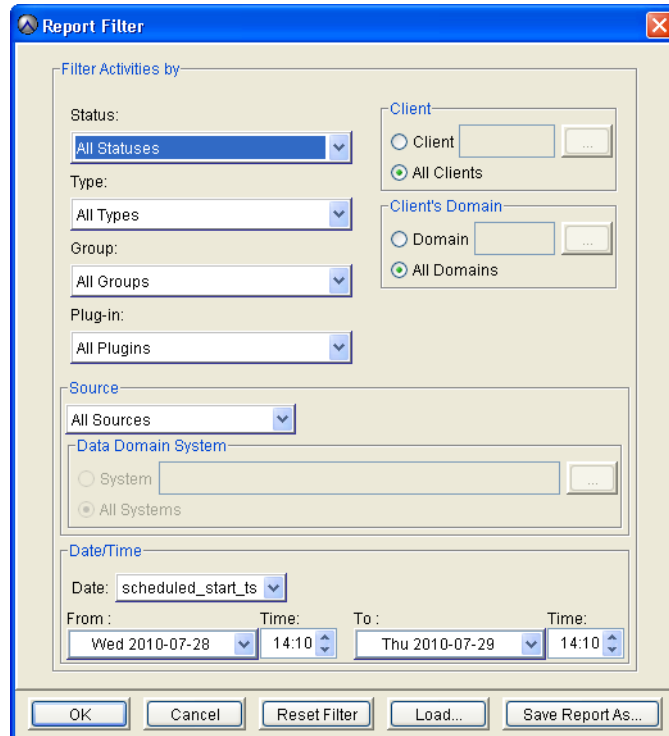 Report Filter
Filter Activities by
Status:
All Statuses
Type:
All Types
Group:
All Groups
Plug-in:
All Plugins
Client
Client ...
All Clients
Client's Domain
Domain ...
All Domains
Source
All Sources
Data Domain System
System ...
All Systems
Date/Time
Date: scheduled_start_ts
From : Time: To : Time:
Wed 2010-07-28 14:10 Thu 2010-07-29 14:10
OK Cancel Reset Filter Load... Save Report As...